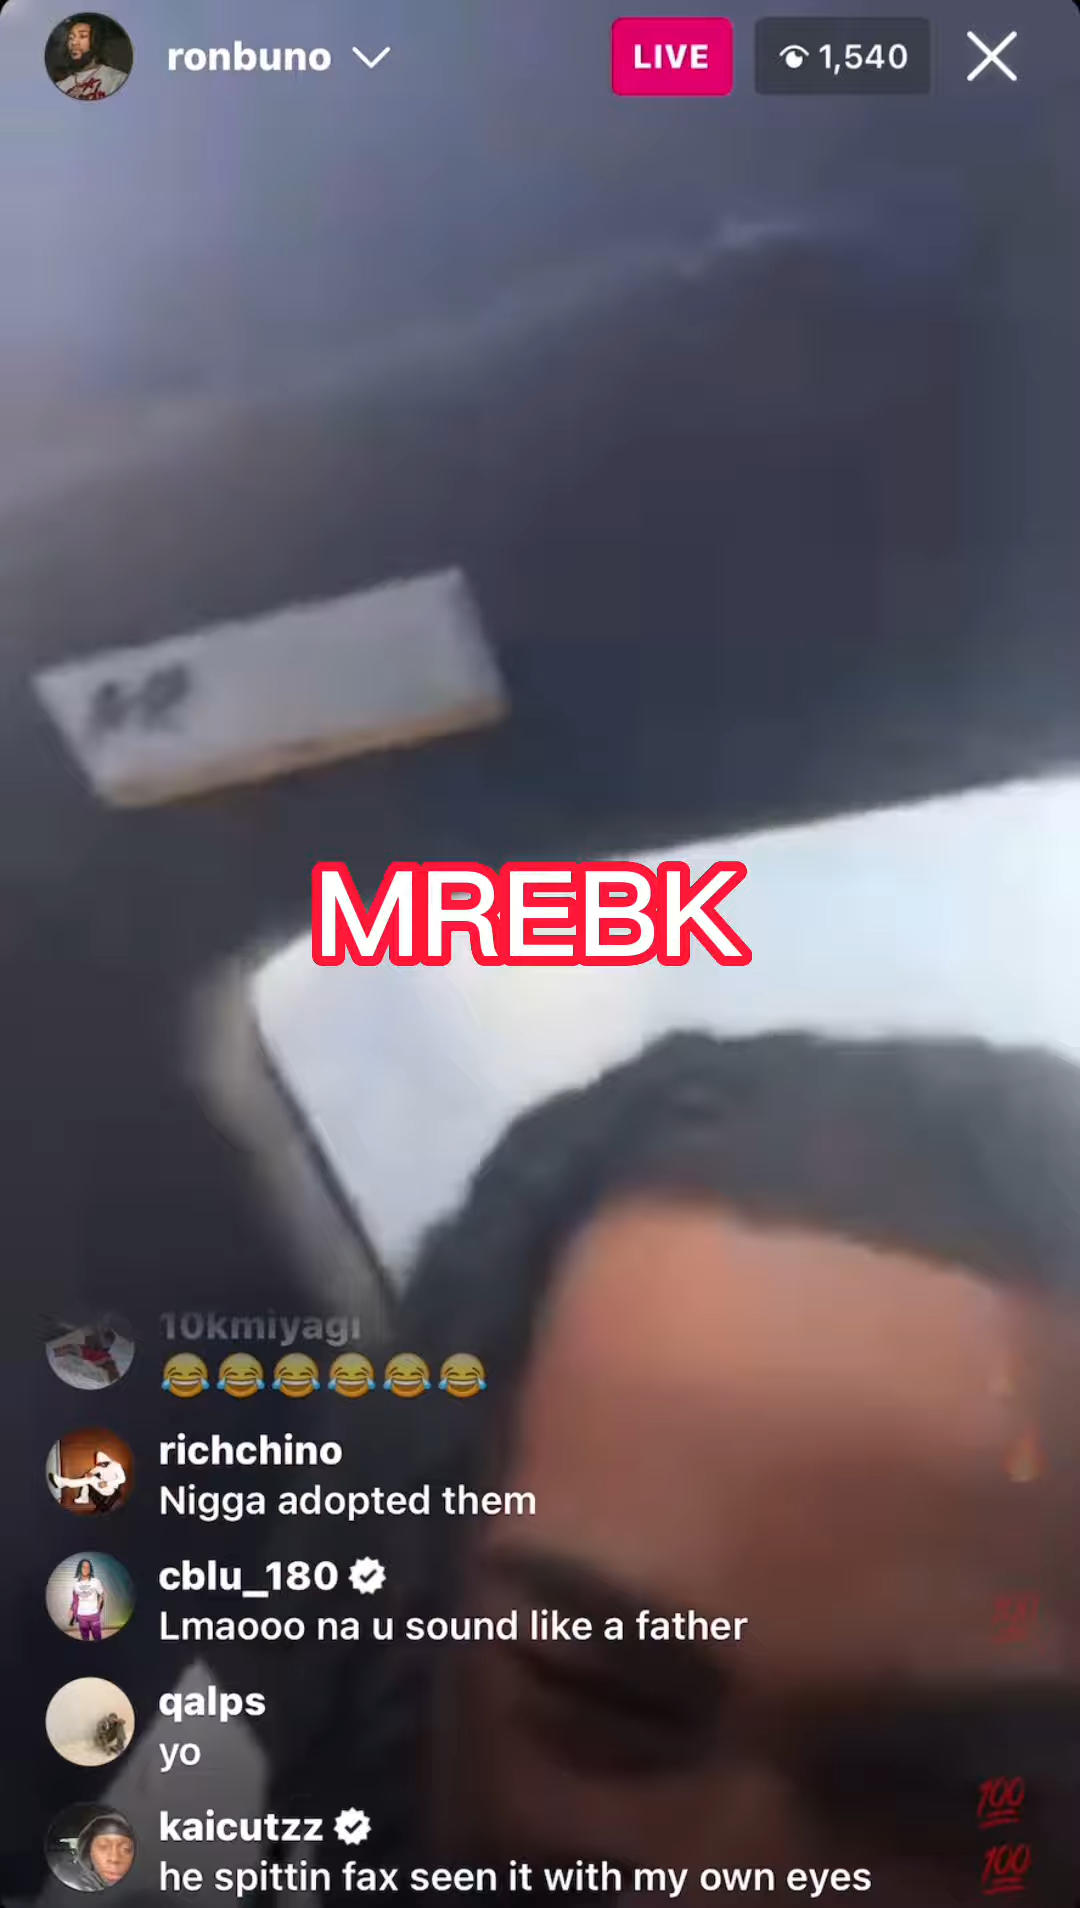 ronbuno
LIVE
1,540
MREBK
10kmiyagi
😂😂😂😂😂😂
richchino
Nigga adopted them
cblu_180
Lmaooo na u sound like a father
qalps
yo
kaicutzz
he spittin fax seen it with my own eyes
💯
💯